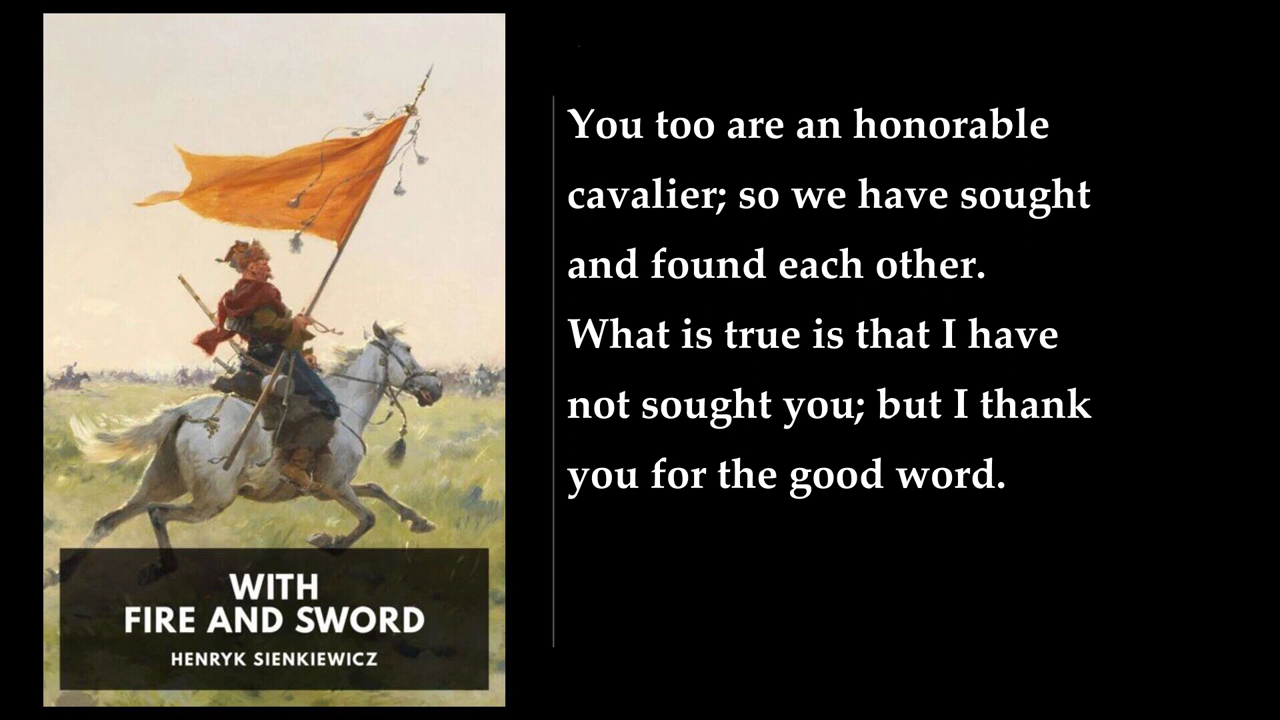 WITH
FIRE AND SWORD
HENRYK SIENKIEWICZ
You too are an honorable
cavalier; so we have sought
and found each other.
What is true is that I have
not sought you; but I thank
you for the good word.